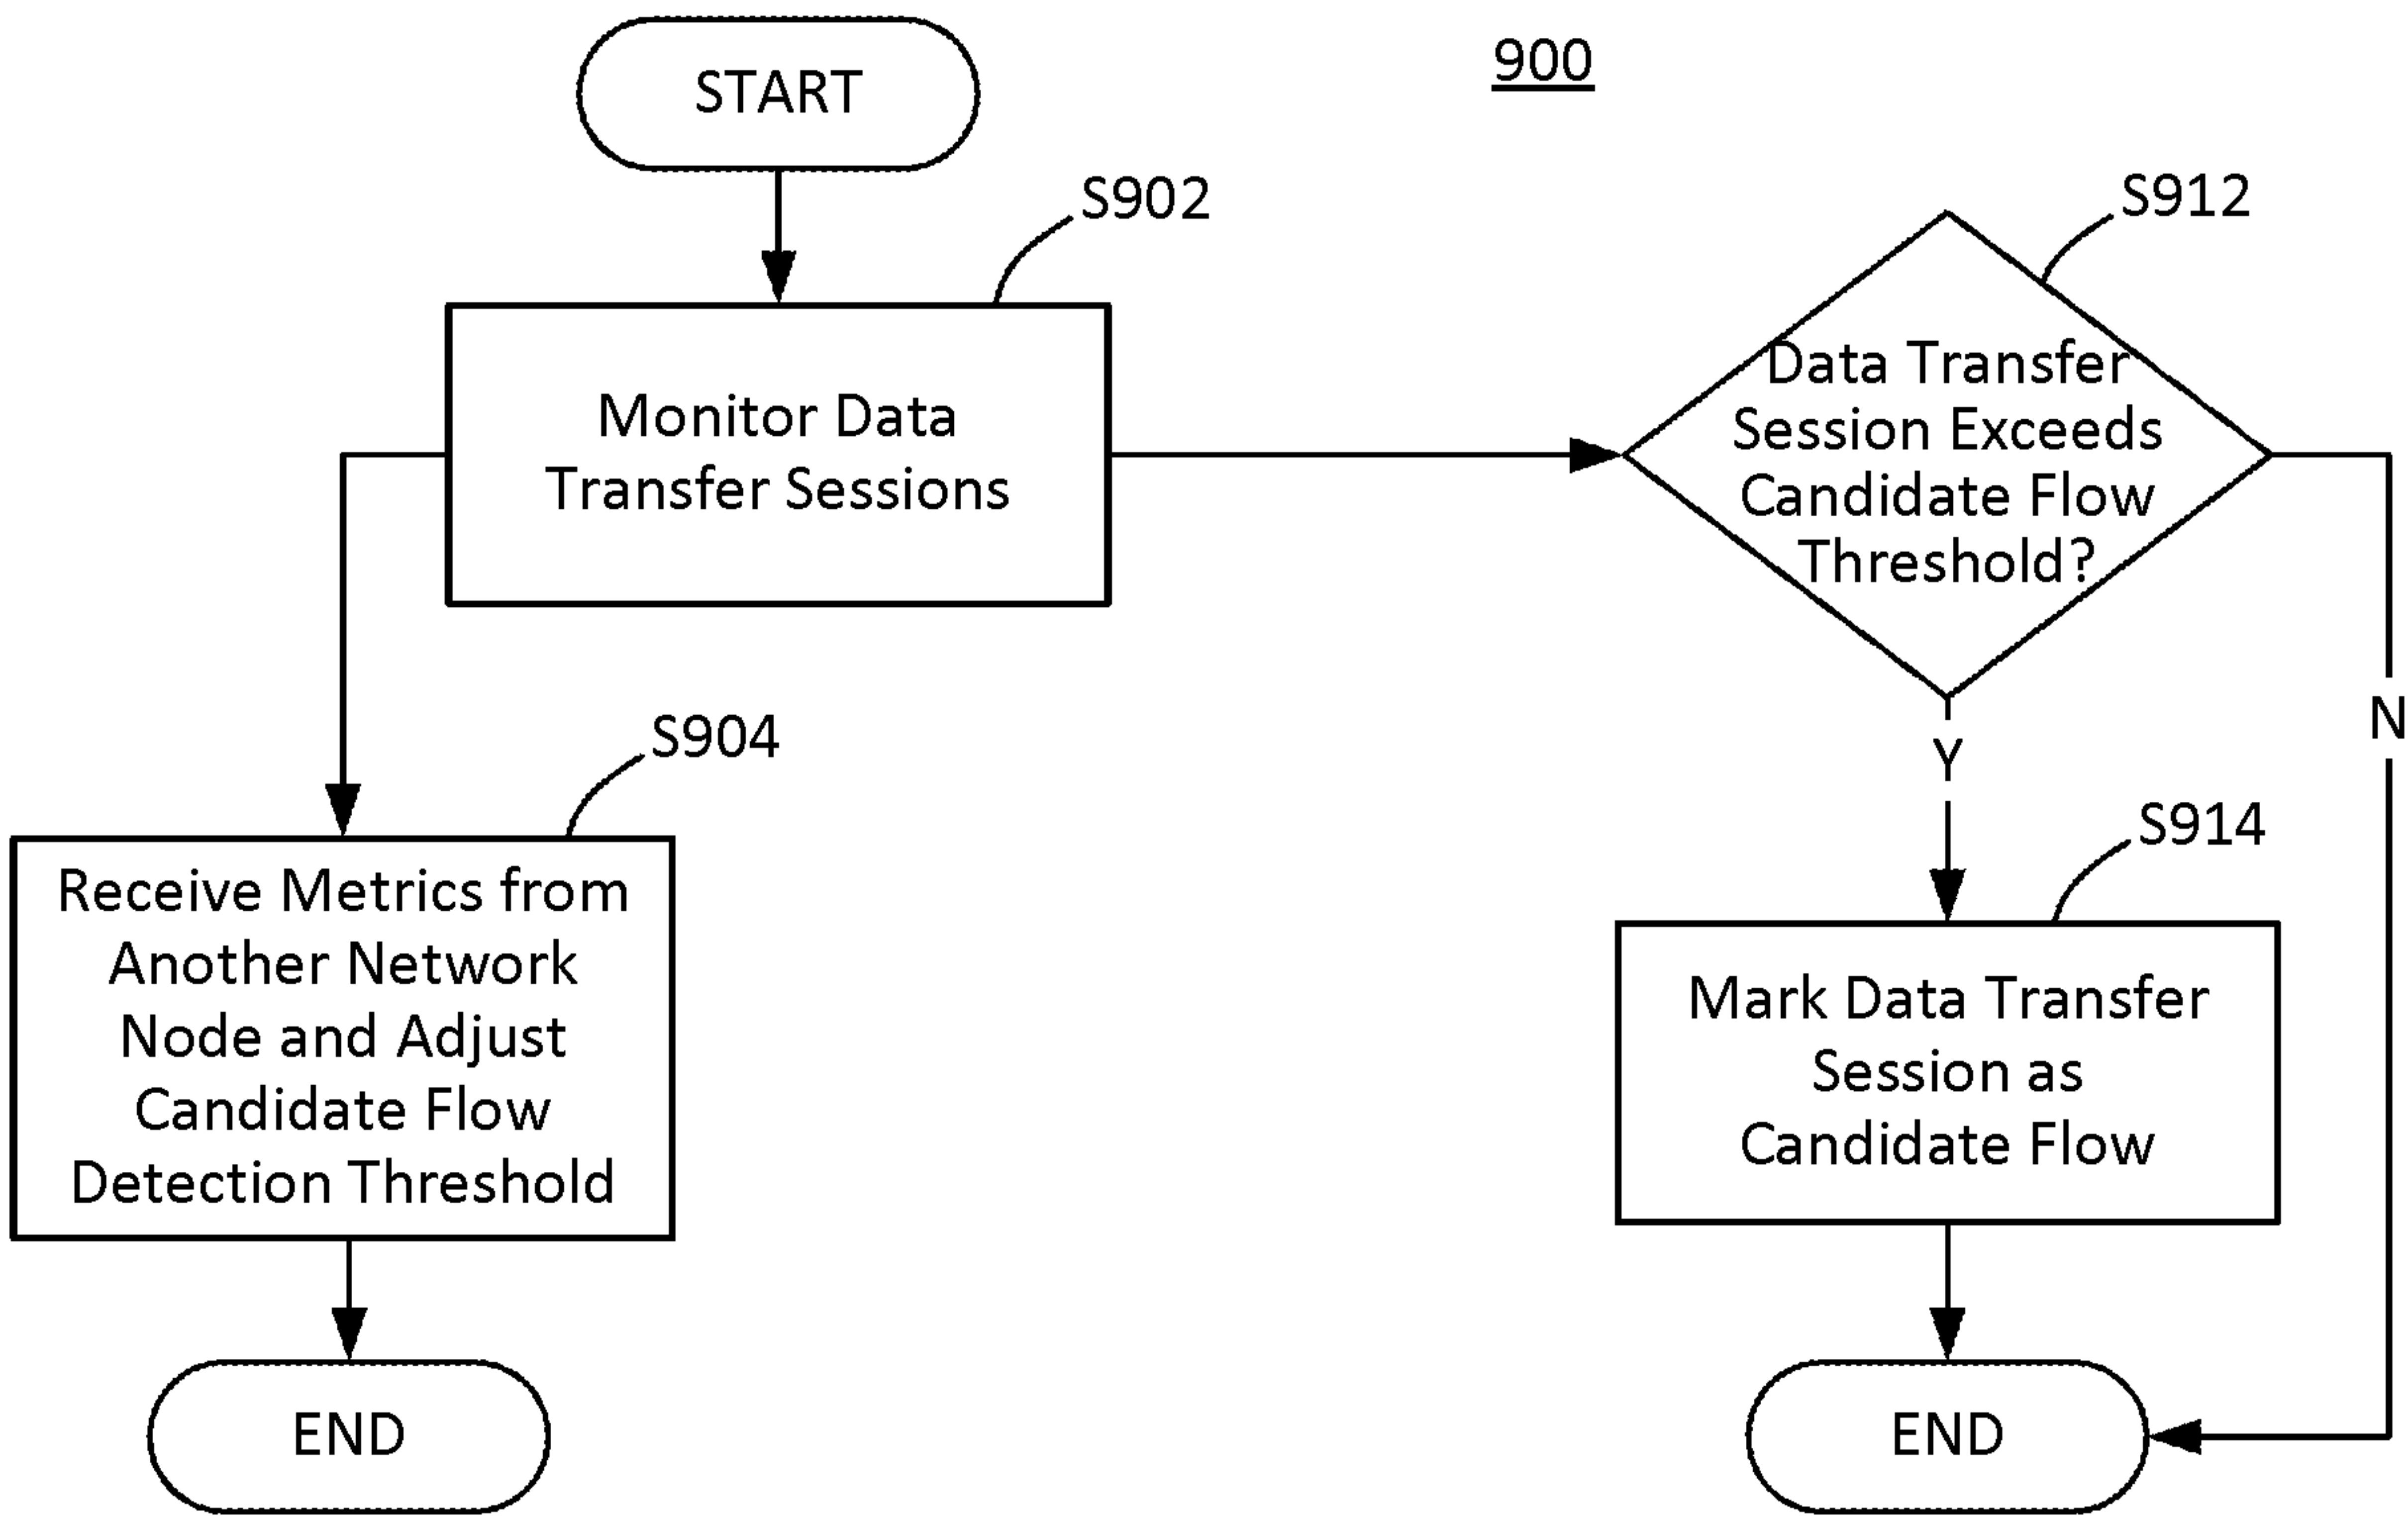 START
900
S902
S912
Monitor Data
Transfer Sessions
Data Transfer
Session Exceeds
Candidate Flow
Threshold?
N
Y
S904
S914
Receive Metrics from
Another Network
Node and Adjust
Candidate Flow
Detection Threshold
Mark Data Transfer
Session as
Candidate Flow
END
END